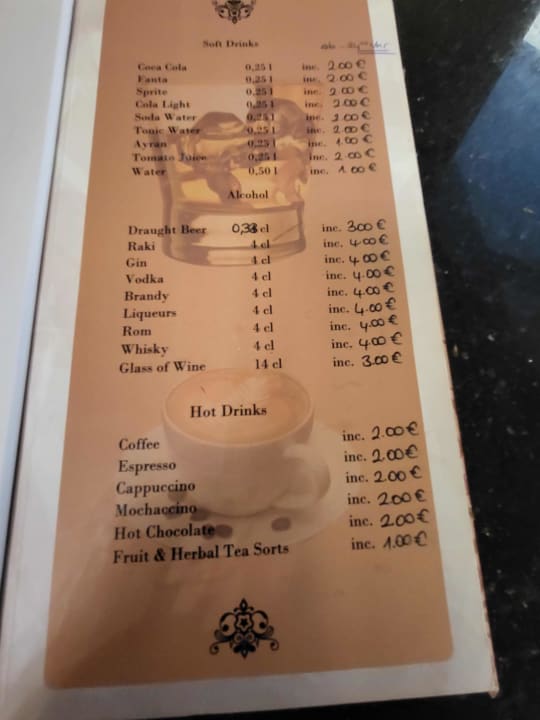 Soft Drinks
Coca Cola 0,25 l inc. 2.00 €
Fanta 0,25 l inc. 2.00 €
Sprite 0,25 l inc. 2.00 €
Cola Light 0,25 l inc. 2.00 €
Soda Water 0,25 l inc. 2.00 €
Tonic Water 0,25 l inc. 2.00 €
Ayran 0,25 l inc. 1.00 €
Tomato Juice 0,25 l inc. 2.00 €
Water 0,50 l inc. 1.00 €
Alcohol
Draught Beer 0,33 cl inc. 3.00 €
Raki 4 cl inc. 4.00 €
Gin 4 cl inc. 4.00 €
Vodka 4 cl inc. 4.00 €
Brandy 4 cl inc. 4.00 €
Liqueurs 4 cl inc. 4.00 €
Rom 4 cl inc. 4.00 €
Whisky 4 cl inc. 4.00 €
Glass of Wine 14 cl inc. 3.00 €
Hot Drinks
Coffee inc. 2.00 €
Espresso inc. 2.00 €
Cappuccino inc. 2.00 €
Mochaccino inc. 2.00 €
Hot Chocolate inc. 2.00 €
Fruit & Herbal Tea Sorts inc. 1.00 €